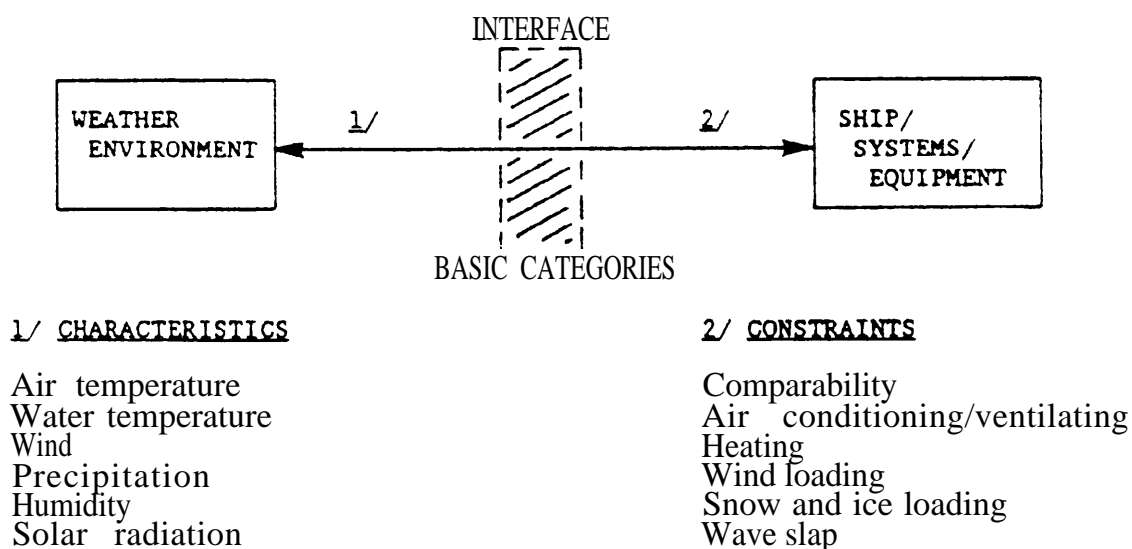 INTERFACE
WEATHER
ENVIRONMENT
1/
2/
SHIP/
SYSTEMS/
EQUIPMENT
BASIC CATEGORIES
1/ CHARACTERISTICS
Air temperature
Water temperature
Wind
Precipitation
Humidity
Solar radiation
2/ CONSTRAINTS
Comparability
Air conditioning/ventilating
Heating
Wind loading
Snow and ice loading
Wave slap